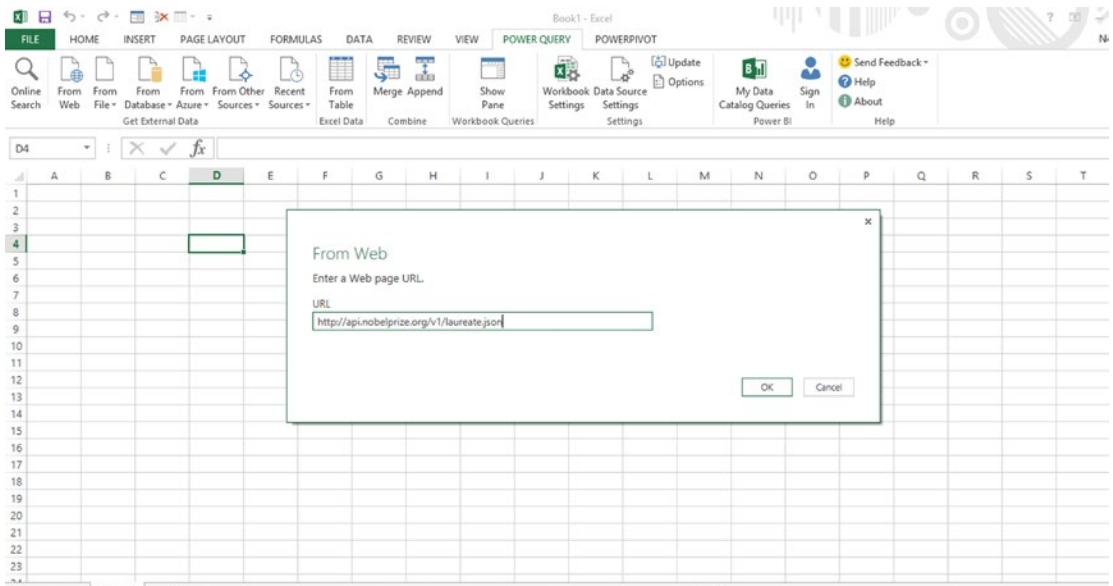 Book1 - Excel
?
FILE HOME INSERT PAGE LAYOUT FORMULAS DATA REVIEW VIEW POWER QUERY POWERPIVOT
Online Search
From Web
From File
From Database
From Azure
From Other Sources
Recent Sources
From Table
Merge
Append
Show Pane
Workbook Settings
Data Source Settings
Update
Options
My Data Catalog Queries
Sign In
Send Feedback
Help
About
Get External Data
Excel Data
Combine
Workbook Queries
Settings
Power BI
Help
D4
fx
A B C D E F G H I J K L M N O P Q R S T
1
2
3
4
5
6
7
8
9
10
11
12
13
14
15
16
17
18
19
20
21
22
23
From Web
Enter a Web page URL.
URL
http://api.nobelprize.org/v1/laureate.json
OK Cancel